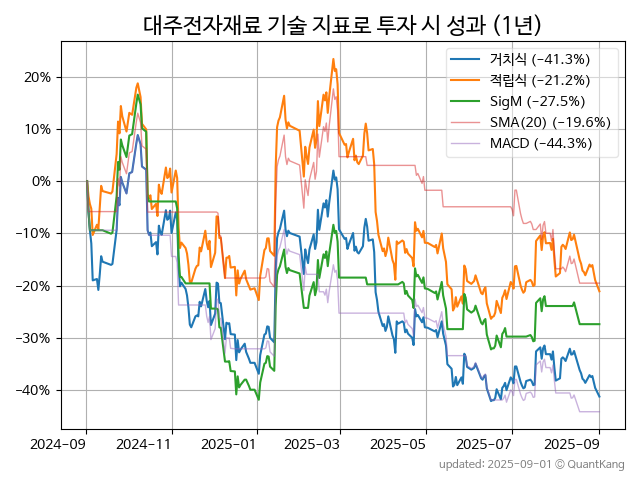 대주전자재료 기술 지표로 투자 시 성과 (1년)
거치식 (−41.3%)
적립식 (−21.2%)
SigM (−27.5%)
SMA(20) (−19.6%)
MACD (−44.3%)
20%
10%
0%
−10%
−20%
−30%
−40%
2024-09 2024-11 2025-01 2025-03 2025-05 2025-07 2025-09
updated: 2025-09-01 © QuantKang